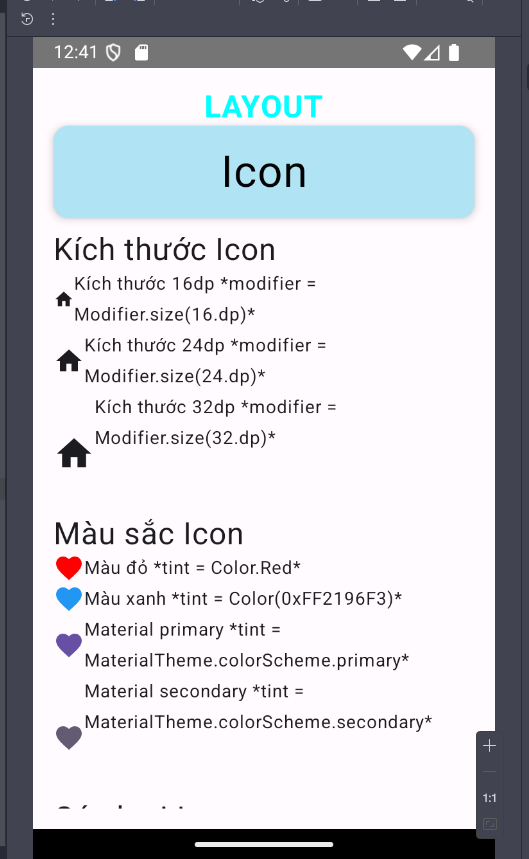 12:41
LAYOUT
Icon
Kích thước Icon
Kích thước 16dp *modifier =
Modifier.size(16.dp)*
Kích thước 24dp *modifier =
Modifier.size(24.dp)*
Kích thước 32dp *modifier =
Modifier.size(32.dp)*
Màu sắc Icon
Màu đỏ *tint = Color.Red*
Màu xanh *tint = Color(0xFF2196F3)*
Material primary *tint =
MaterialTheme.colorScheme.primary*
Material secondary *tint =
MaterialTheme.colorScheme.secondary*
1:1